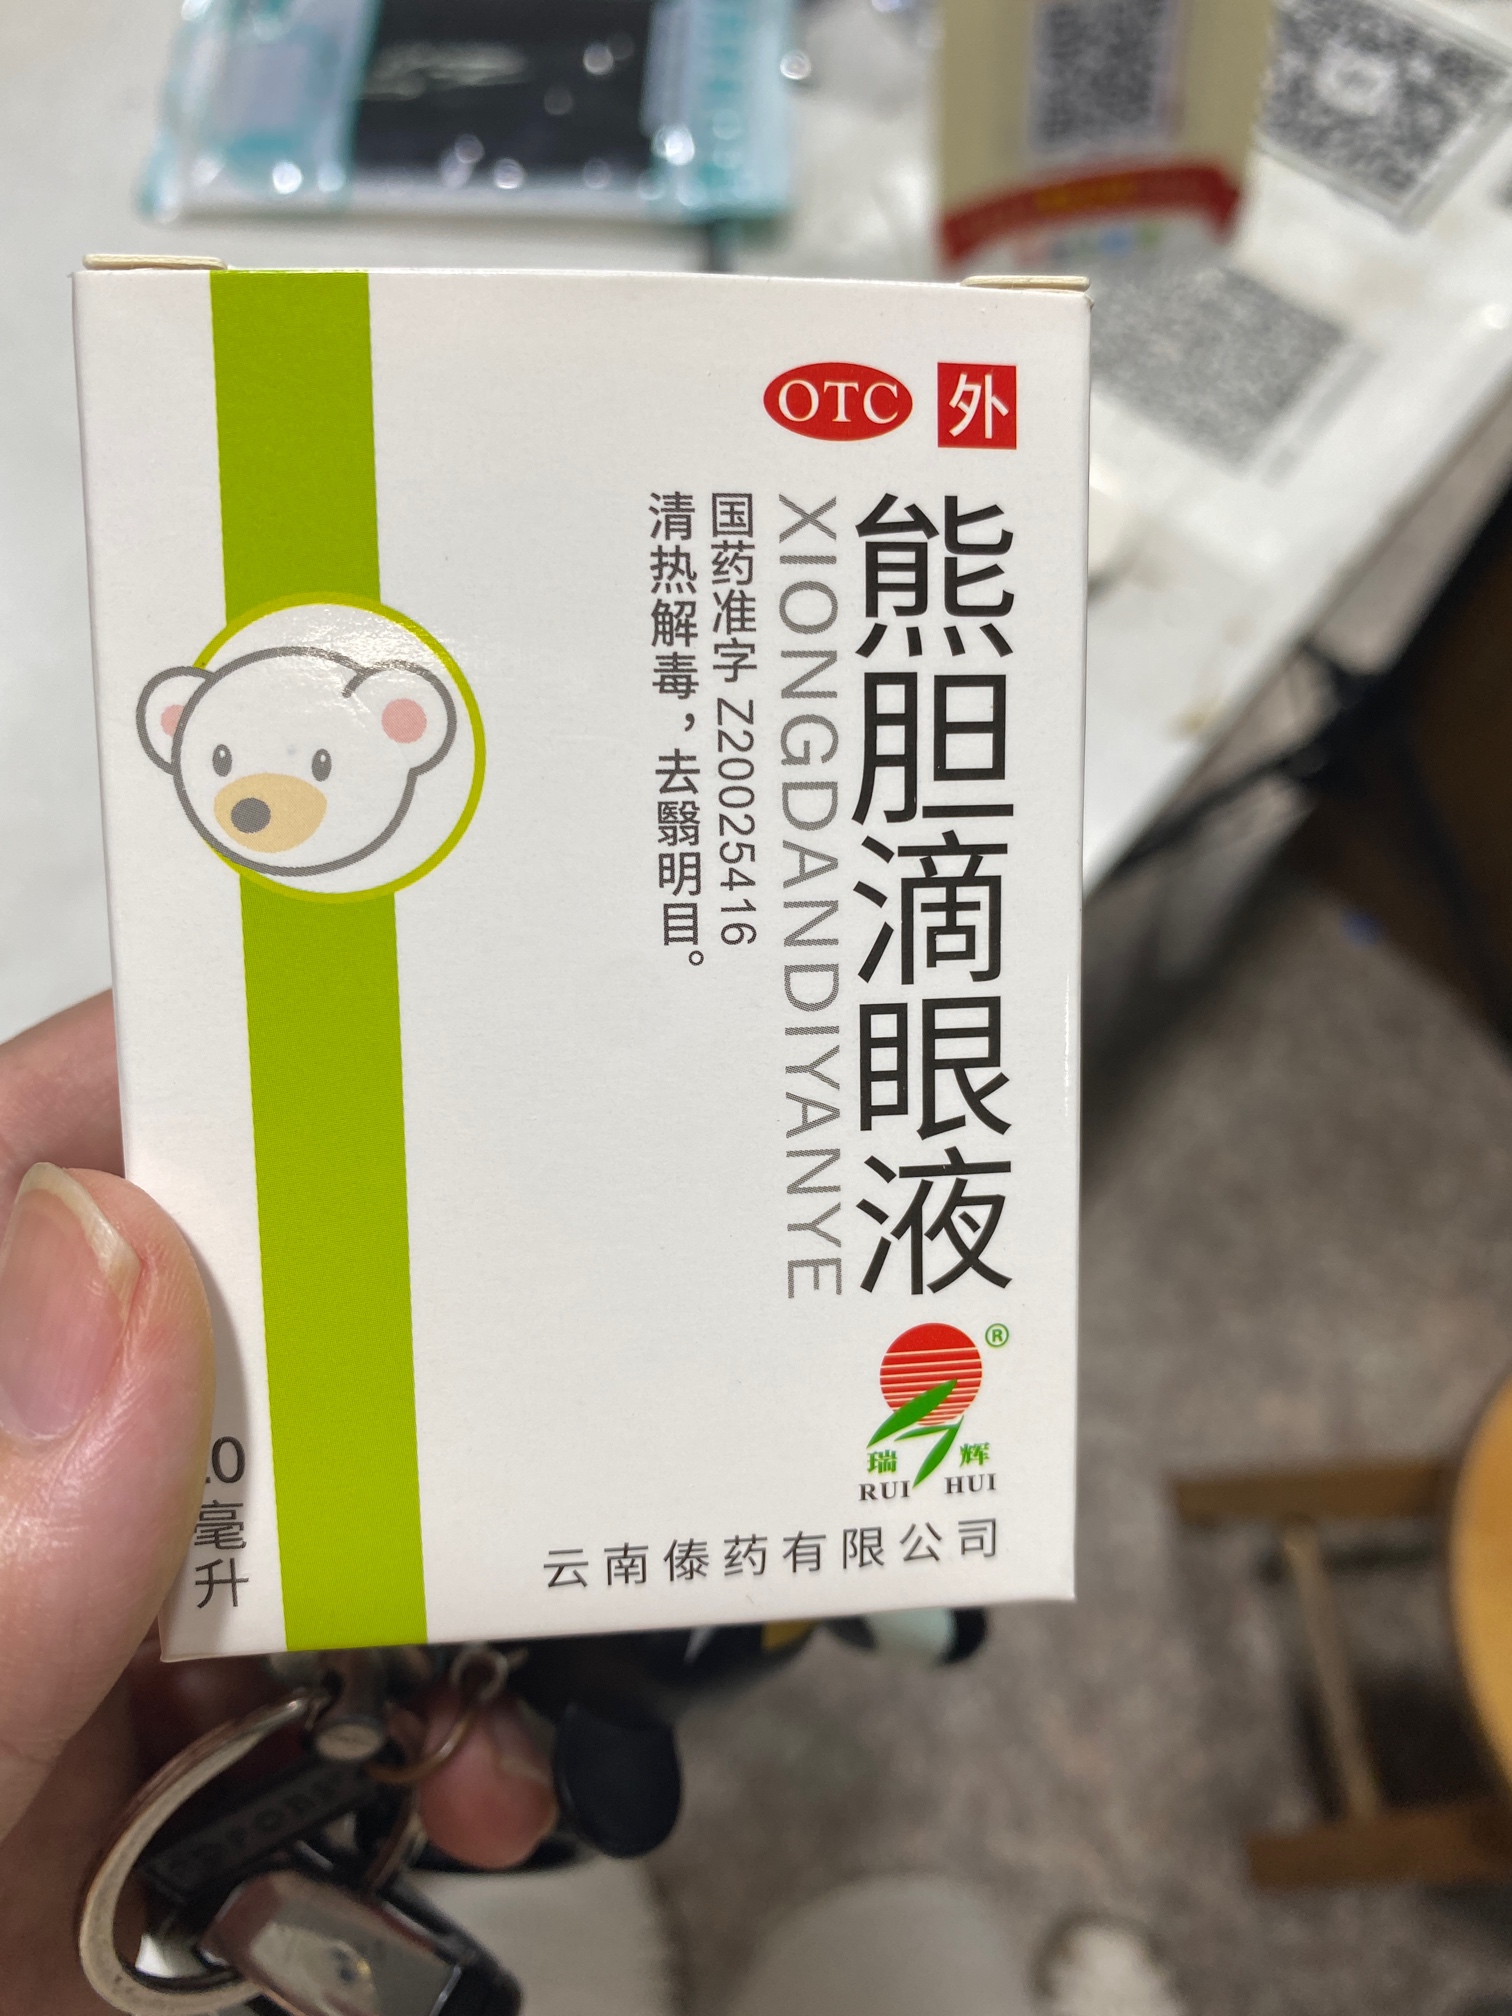 OTC 外
熊胆滴眼液
XIONGDANDIYANYE
国药准字 Z20025416
清热解毒，去翳明目。
®
瑞辉
RUI HUI
云南傣药有限公司
毫升